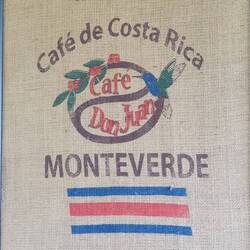 Café de Costa Rica
Café
Don Juan
MONTEVERDE